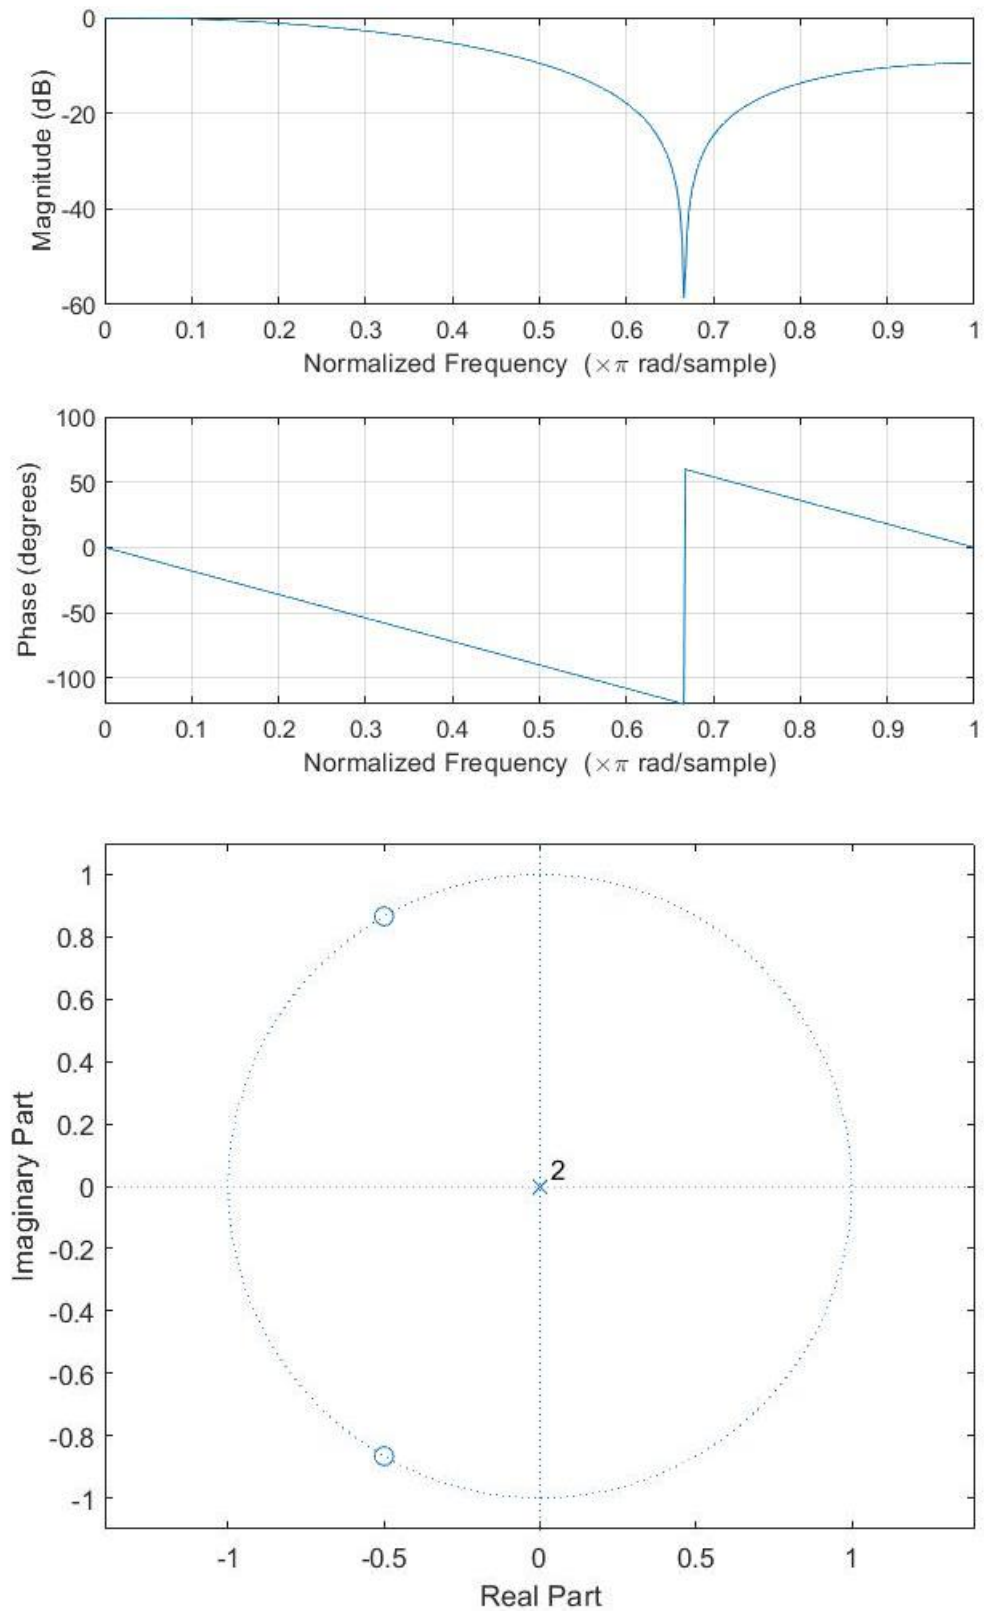 0
-20
-40
-60
Magnitude (dB)
0 0.1 0.2 0.3 0.4 0.5 0.6 0.7 0.8 0.9 1
Normalized Frequency (×π rad/sample)
100
50
0
-50
-100
Phase (degrees)
0 0.1 0.2 0.3 0.4 0.5 0.6 0.7 0.8 0.9 1
Normalized Frequency (×π rad/sample)
1
0.8
0.6
0.4
0.2
0
-0.2
-0.4
-0.6
-0.8
-1
Imaginary Part
2
-1 -0.5 0 0.5 1
Real Part